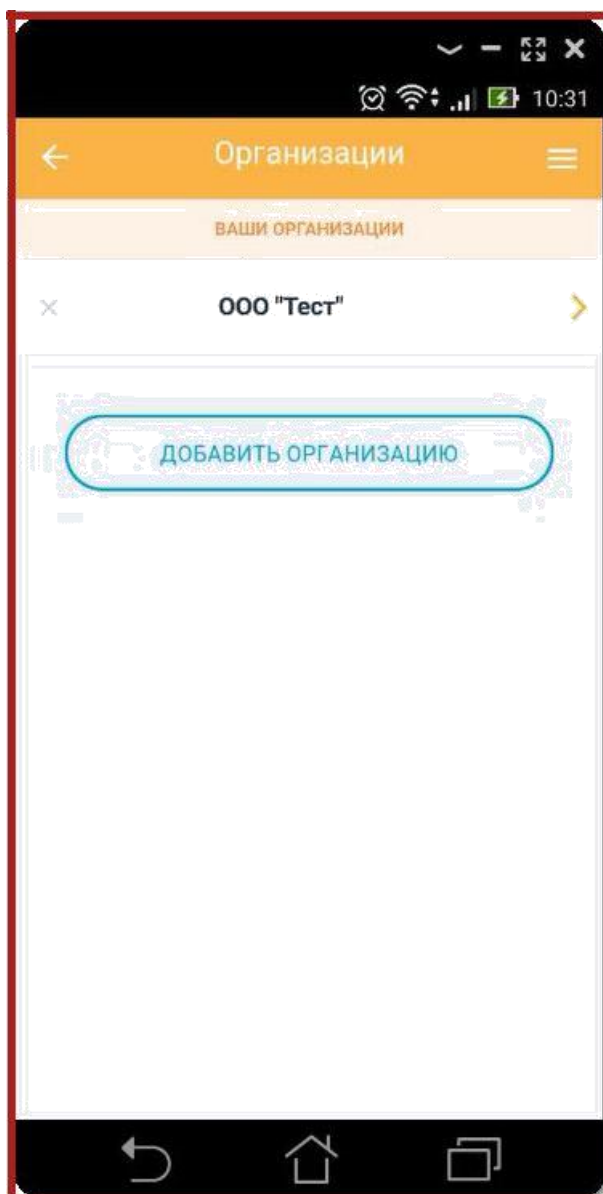 10:31
Организации
ВАШИ ОРГАНИЗАЦИИ
ООО "Тест"
ДОБАВИТЬ ОРГАНИЗАЦИЮ